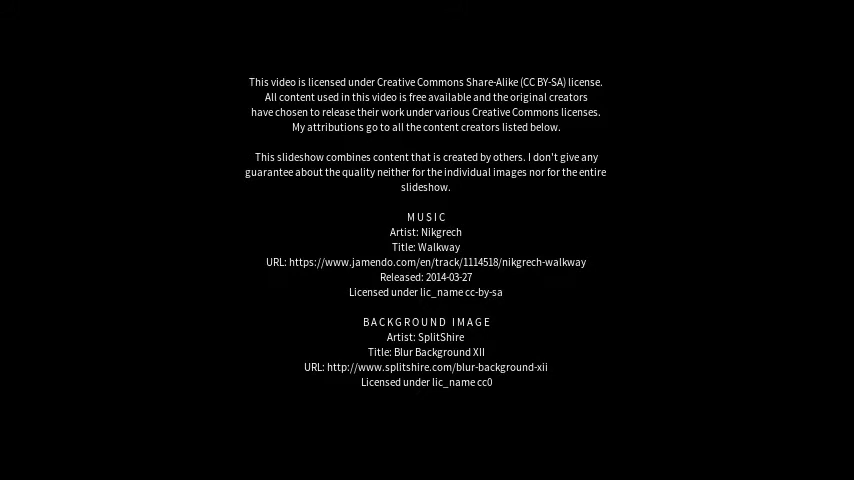 This video is licensed under Creative Commons Share-Alike (CC BY-SA) license.
All content used in this video is free available and the original creators
have chosen to release their work under various Creative Commons licenses.
My attributions go to all the content creators listed below.
This slideshow combines content that is created by others. I don't give any
guarantee about the quality neither for the individual images nor for the entire
slideshow.
MUSIC
Artist: Nikgrech
Title: Walkway
URL: https://www.jamendo.com/en/track/1114518/nikgrech-walkway
Released: 2014-03-27
Licensed under lic_name cc-by-sa
BACKGROUND IMAGE
Artist: SplitShire
Title: Blur Background XII
URL: http://www.splitshire.com/blur-background-xii
Licensed under lic_name cc0